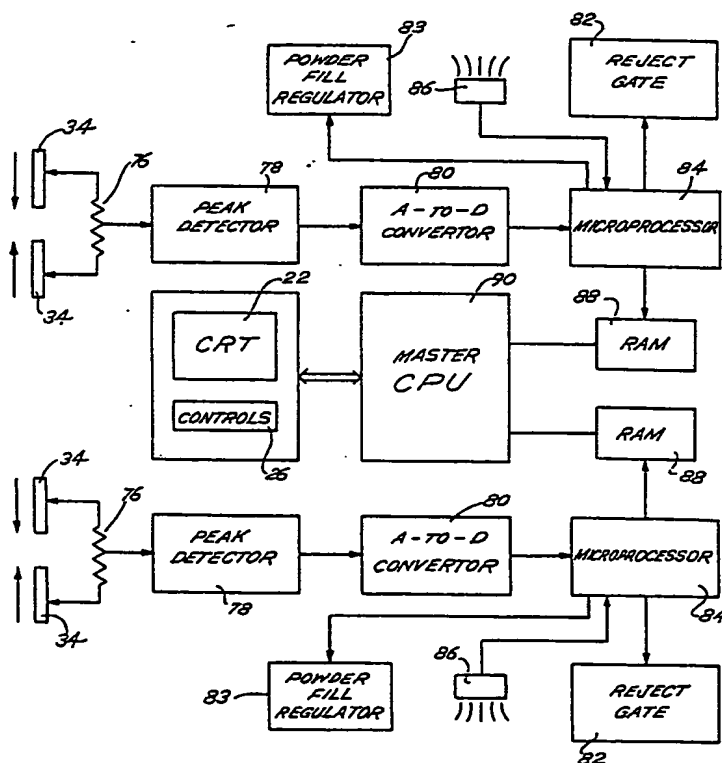 83
POWDER
FILL
REGULATOR
86
82
REJECT
GATE
34
76
78
PEAK
DETECTOR
80
A-TO-D
CONVERTOR
84
MICROPROCESSOR
34
22
CRT
CONTROLS
26
90
MASTER
CPU
88
RAM
RAM
88
34
76
PEAK
DETECTOR
78
80
A-TO-D
CONVERTOR
MICROPROCESSOR
84
34
83
POWDER
FILL
REGULATOR
86
REJECT
GATE
82